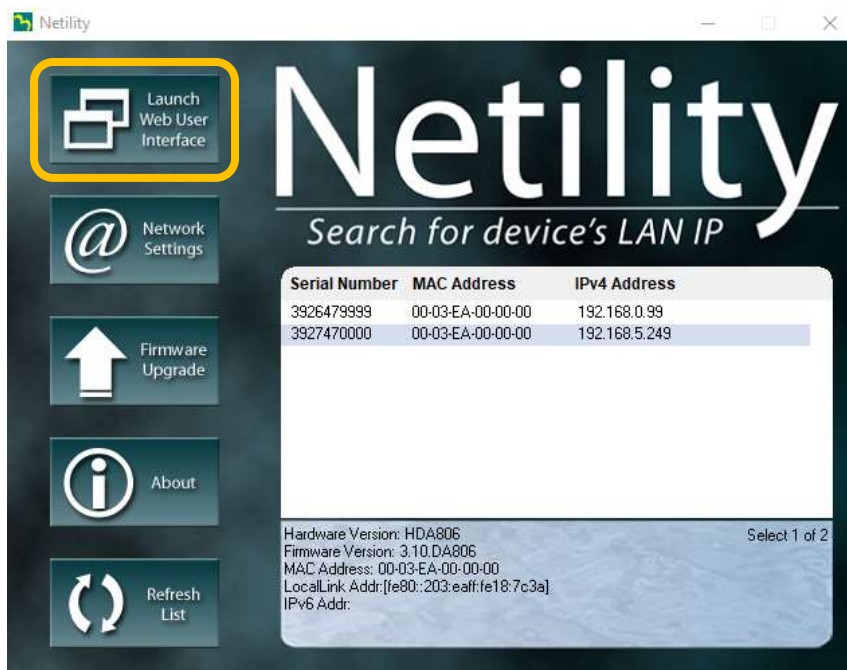 Netility
Launch
Web User
Interface
Netility
Search for device's LAN IP
Network
Settings
Serial Number MAC Address IPv4 Address
3926479999 00-03-EA-00-00-00 192.168.0.99
3927470000 00-03-EA-00-00-00 192.168.5.249
Firmware
Upgrade
About
Hardware Version: HDA806 Select 1 of 2
Firmware Version: 3.10.DA806
MAC Address: 00-03-EA-00-00-00
LocalLink Addr:[fe80::203:eaff:fe18:7c3a]
IPv6 Addr:
Refresh
List